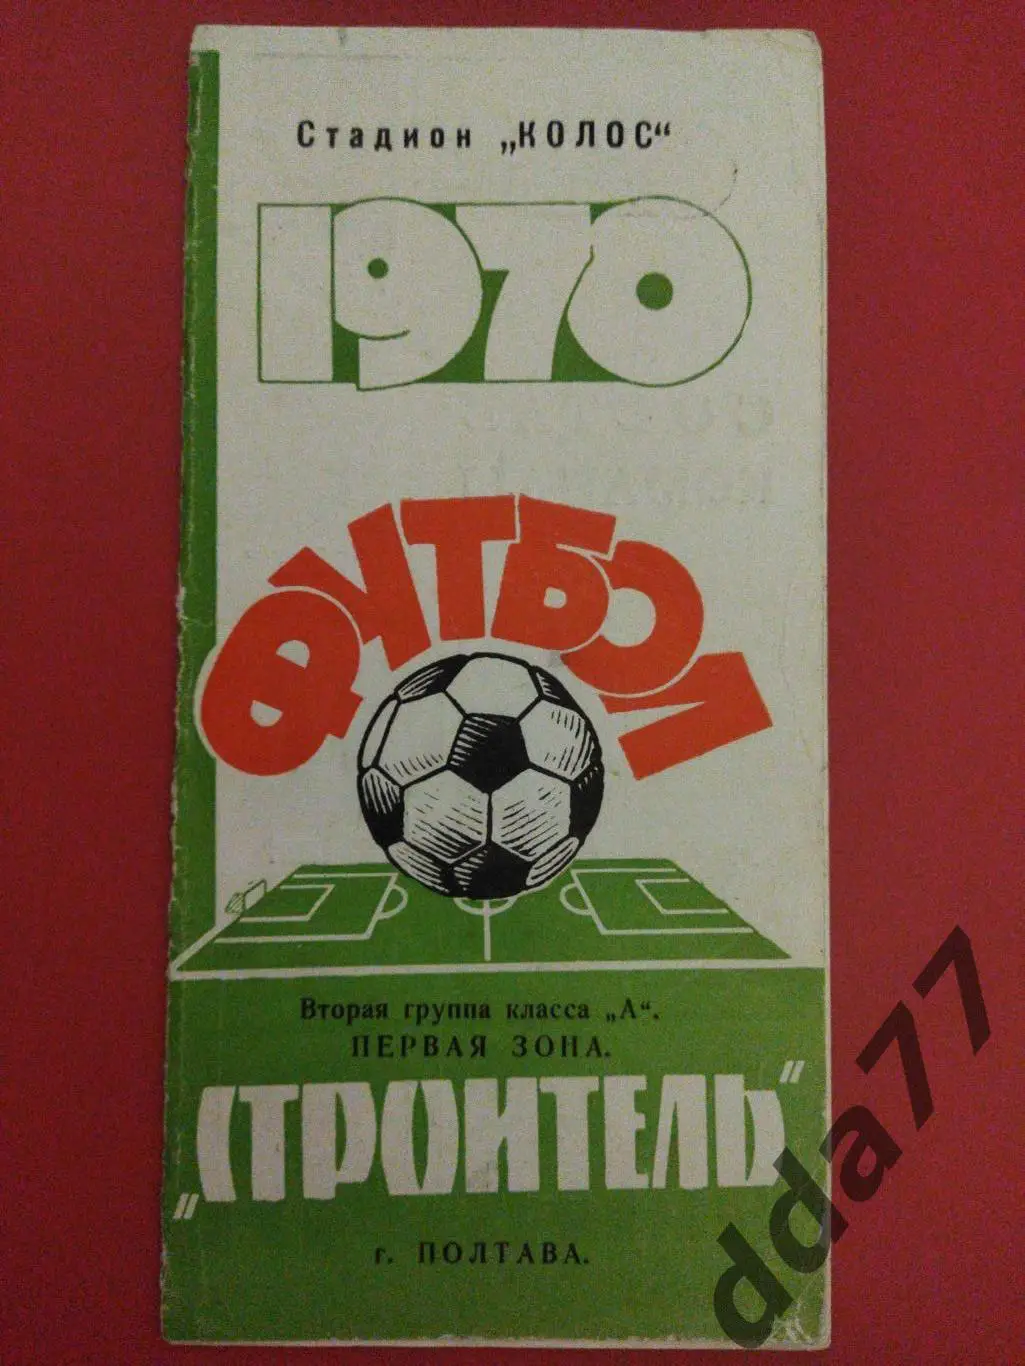 Стадион „КОЛОС“
1970
ФУТБОЛ
Вторая группа класса „А“.
ПЕРВАЯ ЗОНА.
„СТРОИТЕЛЬ”
г. ПОЛТАВА.
dda77